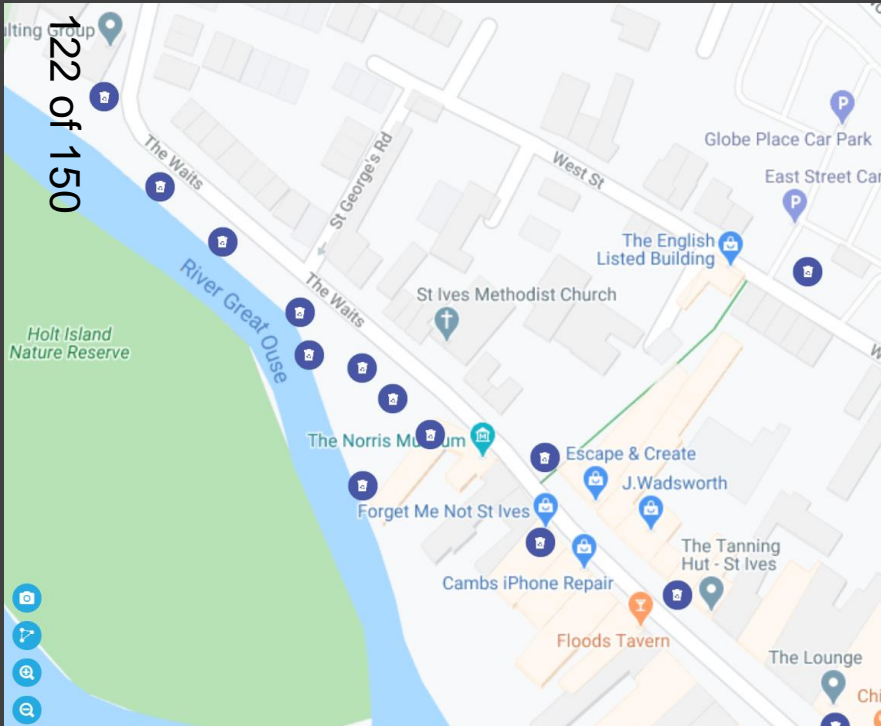 ulting Group
122 of 150
The Waits
St George's Rd
West St
Globe Place Car Park
P
East Street Car
P
The English
Listed Building
River Great Ouse
The Waits
St Ives Methodist Church
Holt Island
Nature Reserve
The Norris Mu um
Escape & Create
J.Wadsworth
Forget Me Not St Ives
The Tanning
Hut - St Ives
Cambs iPhone Repair
Floods Tavern
The Lounge
Chi
W